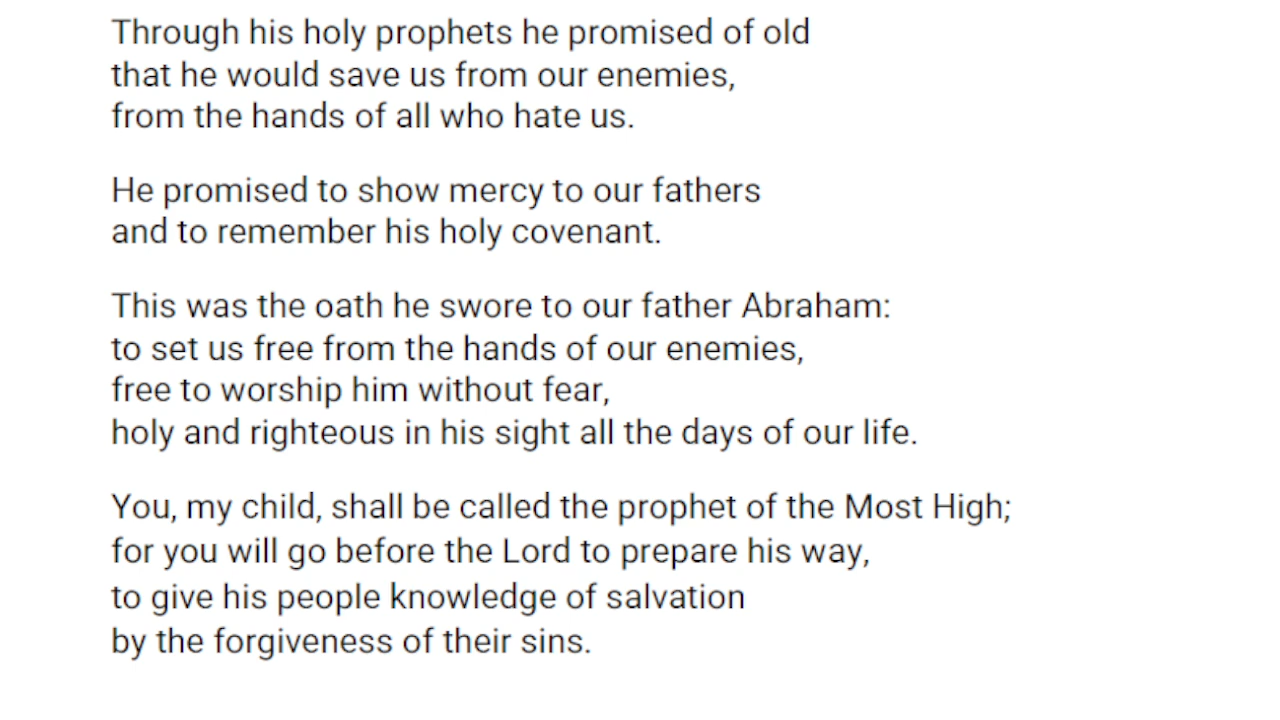 Through his holy prophets he promised of old
that he would save us from our enemies,
from the hands of all who hate us.
He promised to show mercy to our fathers
and to remember his holy covenant.
This was the oath he swore to our father Abraham:
to set us free from the hands of our enemies,
free to worship him without fear,
holy and righteous in his sight all the days of our life.
You, my child, shall be called the prophet of the Most High;
for you will go before the Lord to prepare his way,
to give his people knowledge of salvation
by the forgiveness of their sins.